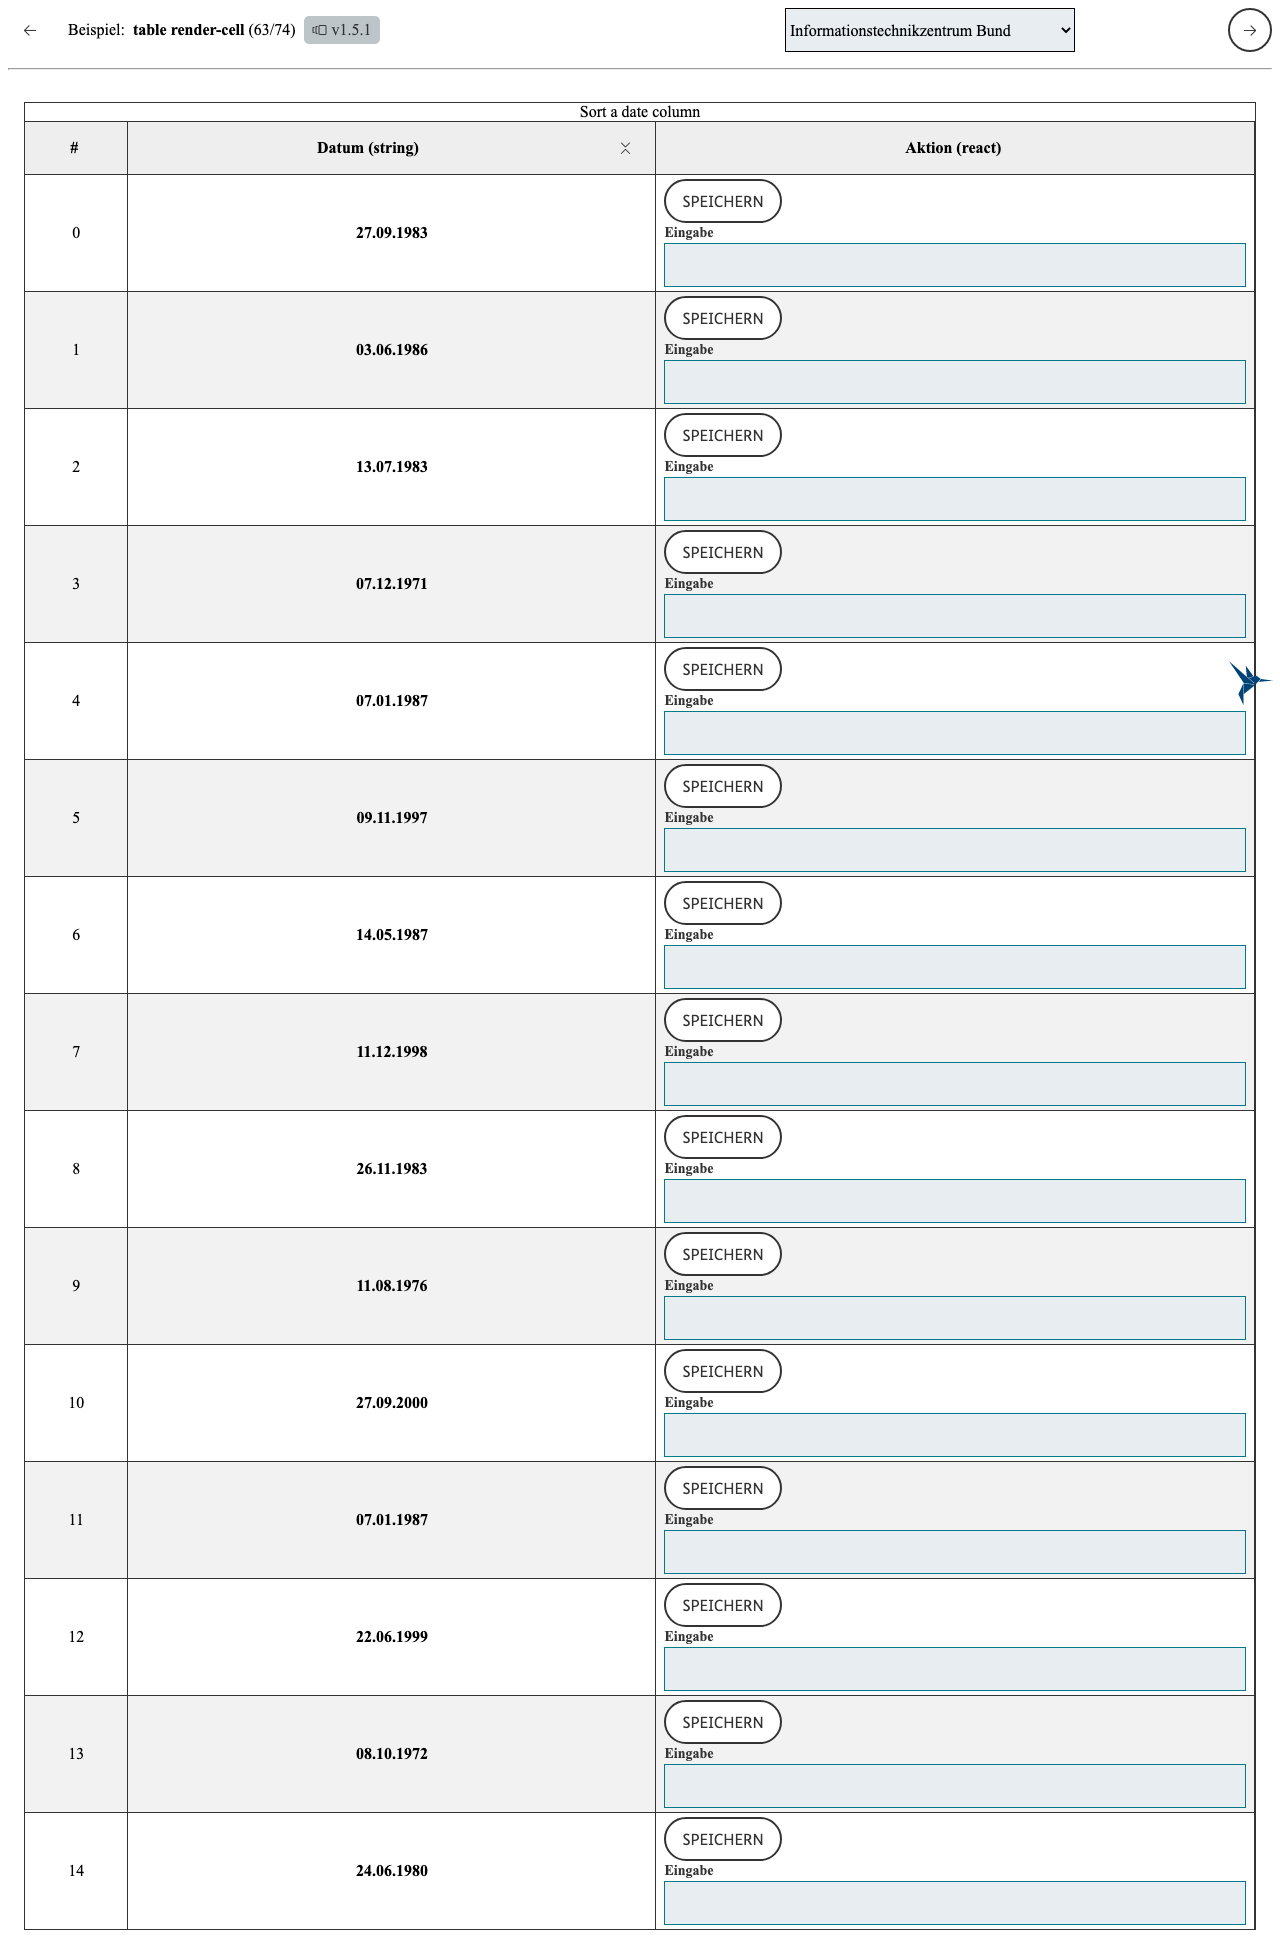 Beispiel: table render-cell (63/74) v1.5.1 Informationstechnikzentrum Bund
Sort a date column
# Datum (string) Aktion (react)
SPEICHERN
0 27.09.1983 Eingabe
SPEICHERN
1 03.06.1986 Eingabe
SPEICHERN
2 13.07.1983 Eingabe
SPEICHERN
3 07.12.1971 Eingabe
SPEICHERN
4 07.01.1987 Eingabe
SPEICHERN
5 09.11.1997 Eingabe
SPEICHERN
6 14.05.1987 Eingabe
SPEICHERN
7 11.12.1998 Eingabe
SPEICHERN
8 26.11.1983 Eingabe
SPEICHERN
9 11.08.1976 Eingabe
SPEICHERN
10 27.09.2000 Eingabe
SPEICHERN
11 07.01.1987 Eingabe
SPEICHERN
12 22.06.1999 Eingabe
SPEICHERN
13 08.10.1972 Eingabe
SPEICHERN
14 24.06.1980 Eingabe